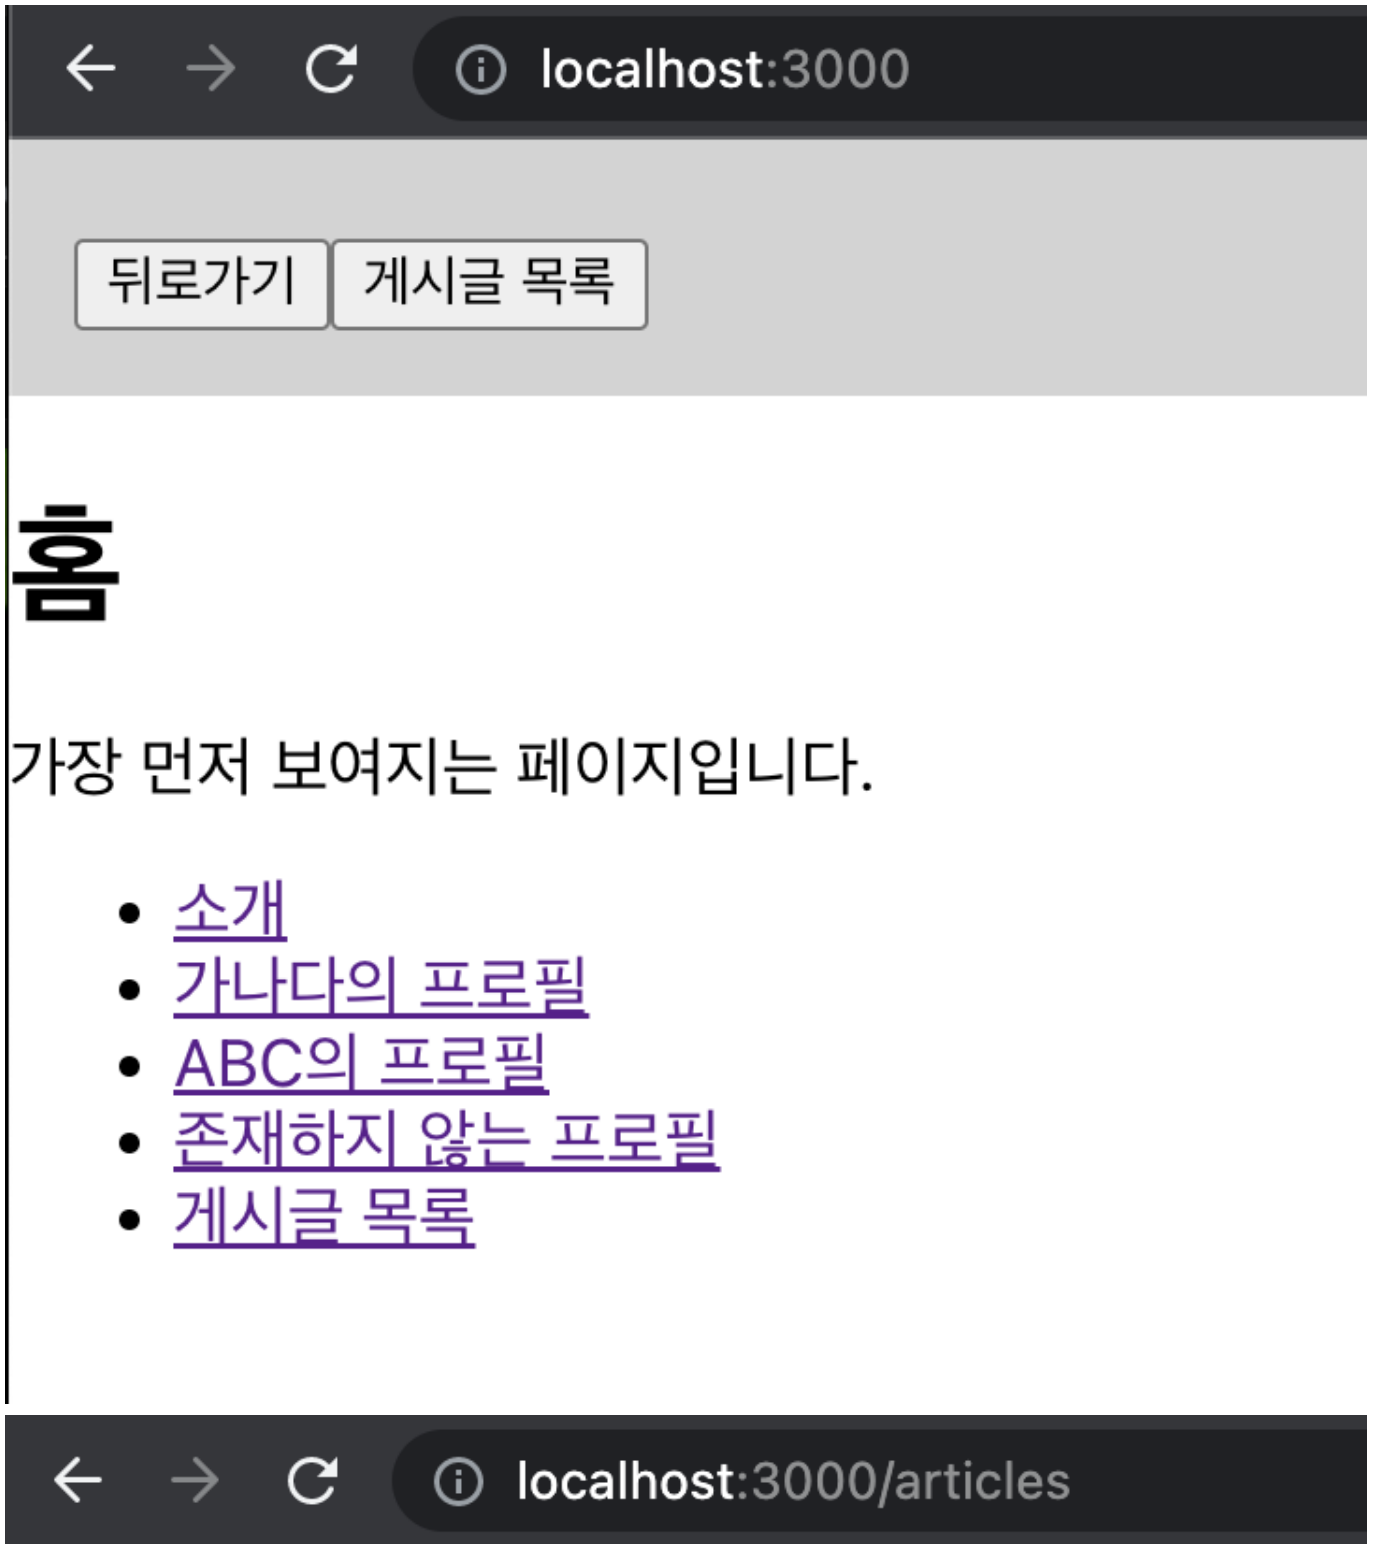 localhost:3000
뒤로가기 게시글 목록
홈
가장 먼저 보여지는 페이지입니다.
소개
가나다의 프로필
ABC의 프로필
존재하지 않는 프로필
게시글 목록
localhost:3000/articles